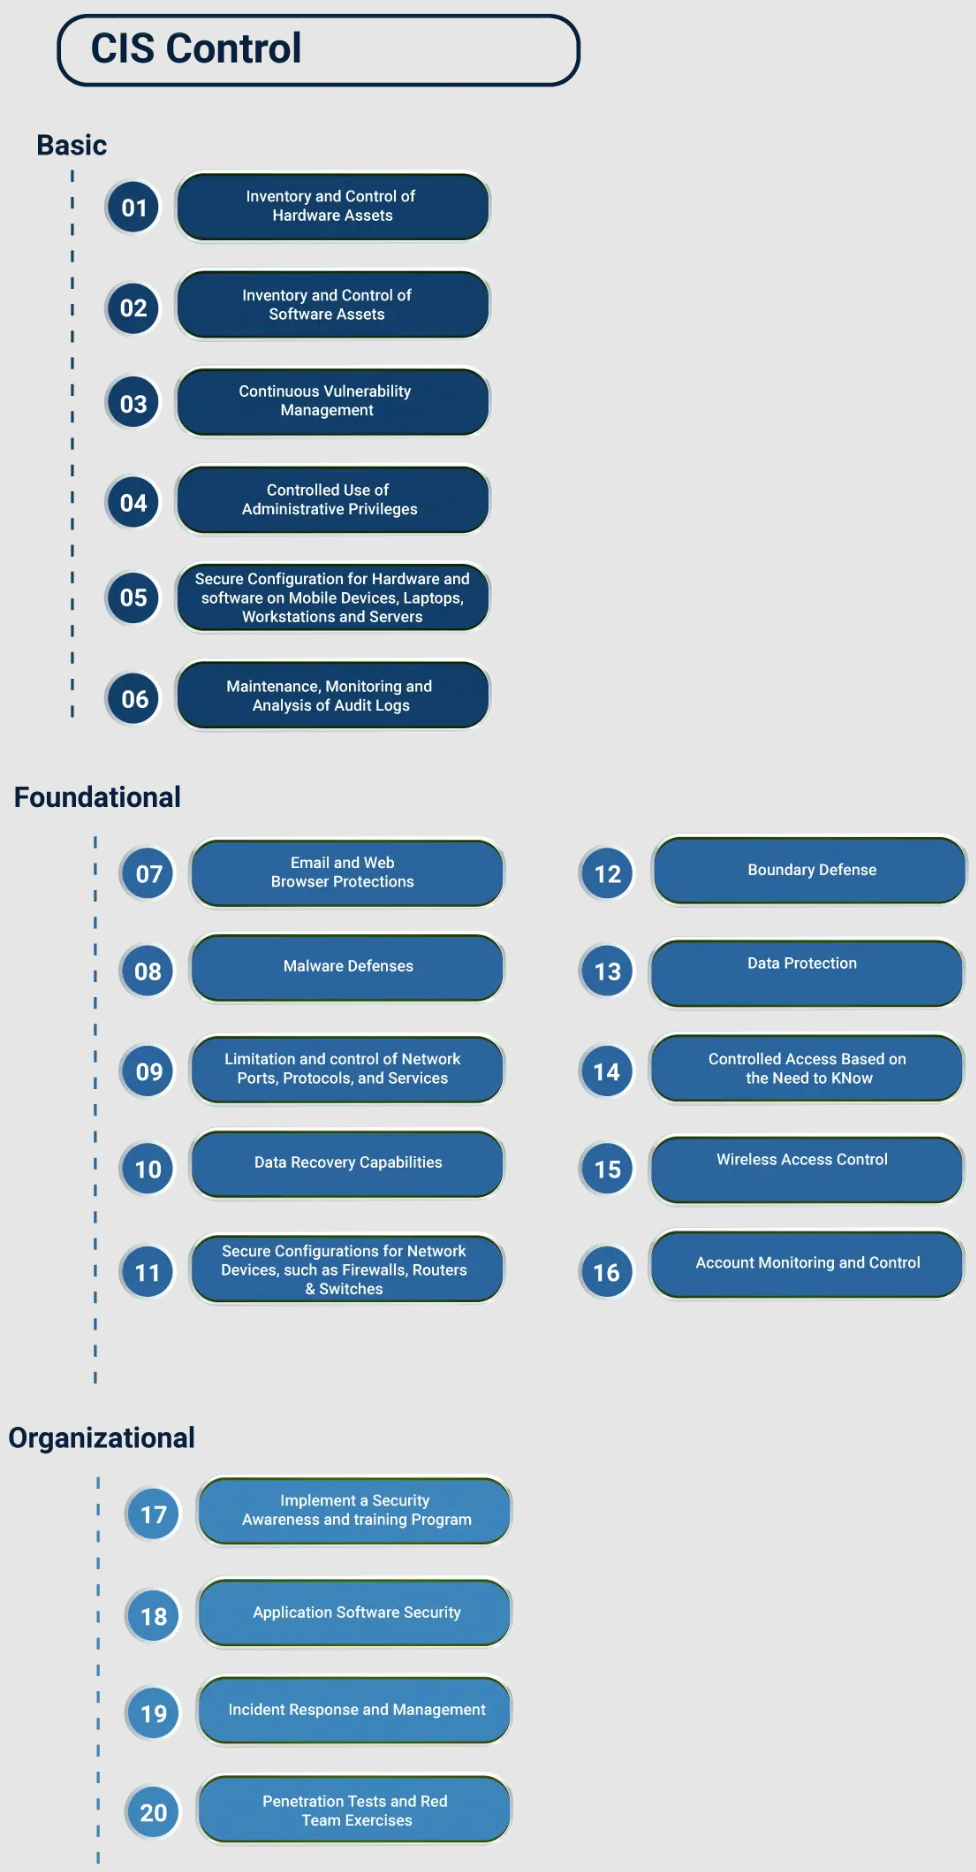 CIS Control
Basic
01
Inventory and Control of
Hardware Assets
02
Inventory and Control of
Software Assets
03
Continuous Vulnerability
Management
04
Controlled Use of
Administrative Privileges
05
Secure Configuration for Hardware and
software on Mobile Devices, Laptops,
Workstations and Servers
06
Maintenance, Monitoring and
Analysis of Audit Logs
Foundational
07
Email and Web
Browser Protections
08
Malware Defenses
09
Limitation and control of Network
Ports, Protocols, and Services
10
Data Recovery Capabilities
11
Secure Configurations for Network
Devices, such as Firewalls, Routers
& Switches
12
Boundary Defense
13
Data Protection
14
Controlled Access Based on
the Need to KNow
15
Wireless Access Control
16
Account Monitoring and Control
Organizational
17
Implement a Security
Awareness and training Program
18
Application Software Security
19
Incident Response and Management
20
Penetration Tests and Red
Team Exercises